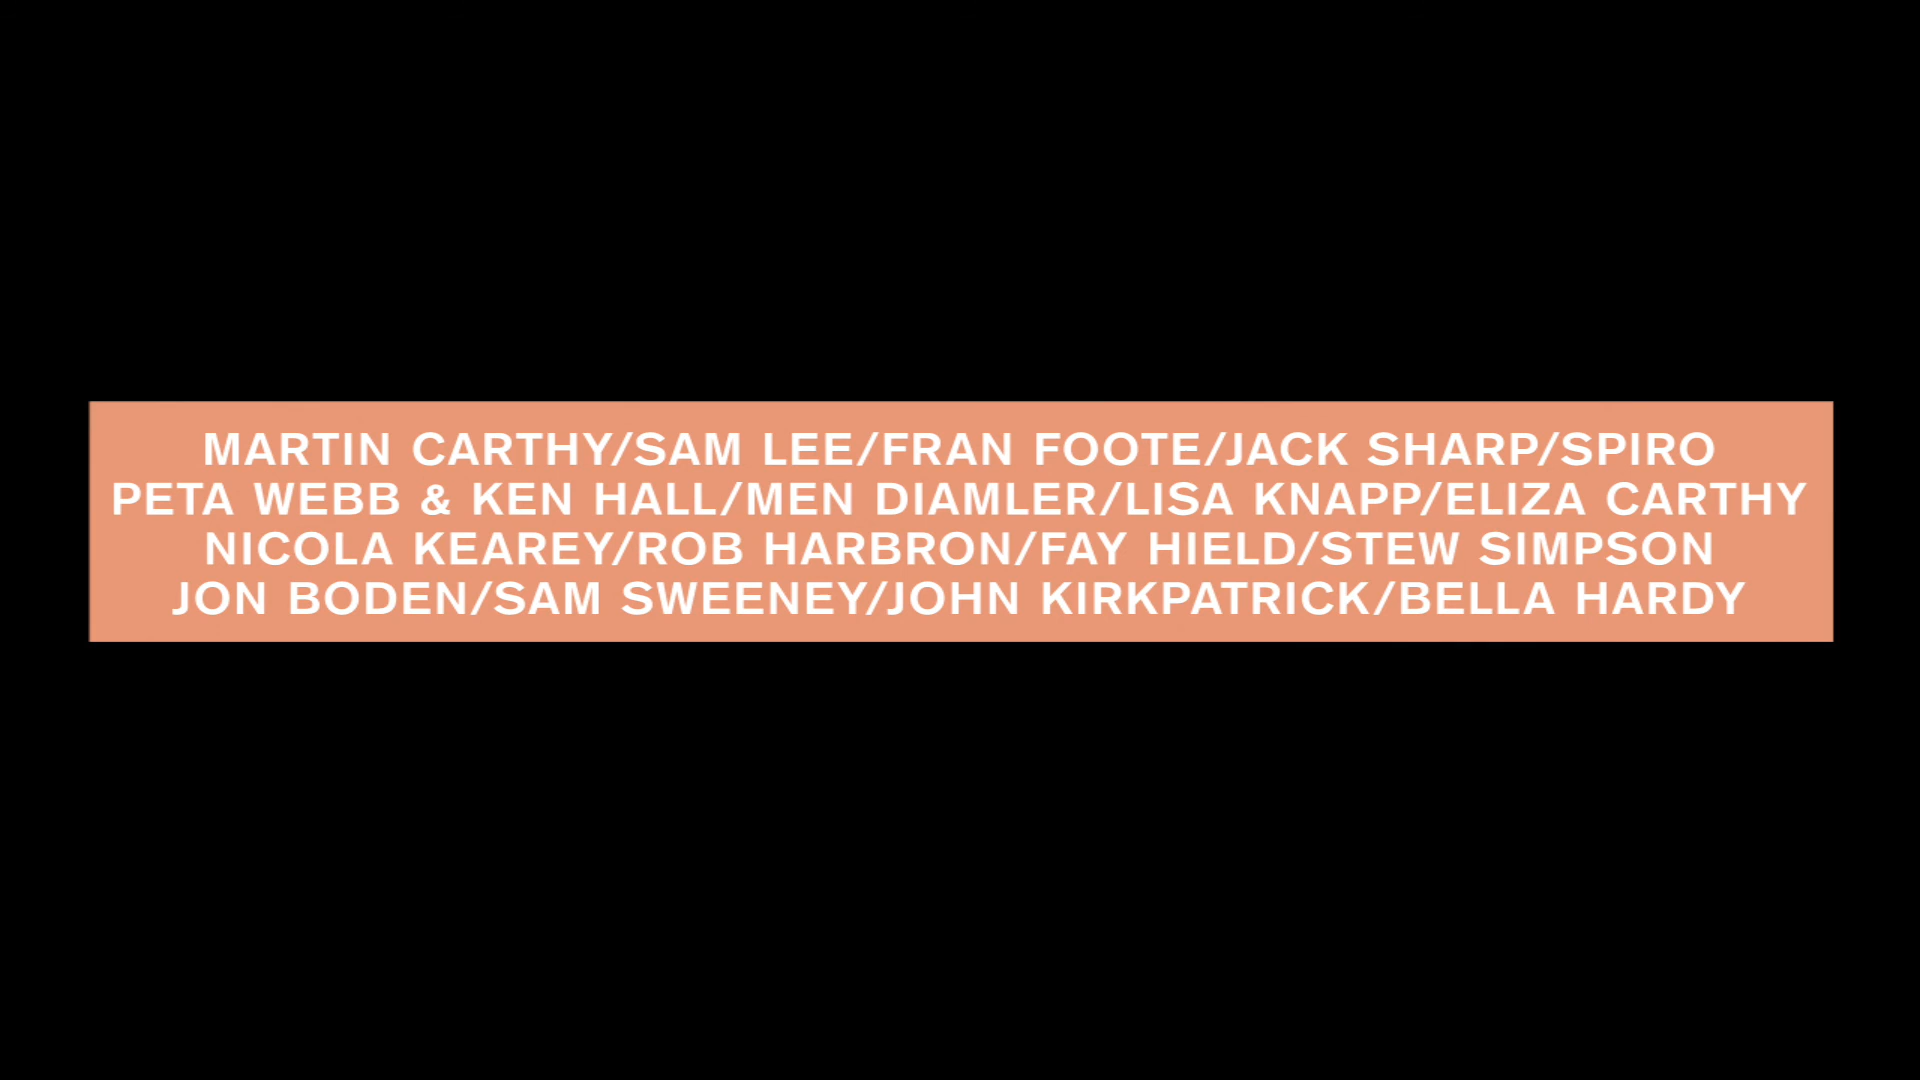 MARTIN CARTHY/SAM LEE/FRAN FOOTE/JACK SHARP/SPIRO
PETA WEBB & KEN HALL/MEN DIAMLER/LISA KNAPP/ELIZA CARTHY
NICOLA KEAREY/ROB HARBRON/FAY HIELD/STEW SIMPSON
JON BODEN/SAM SWEENEY/JOHN KIRKPATRICK/BELLA HARDY